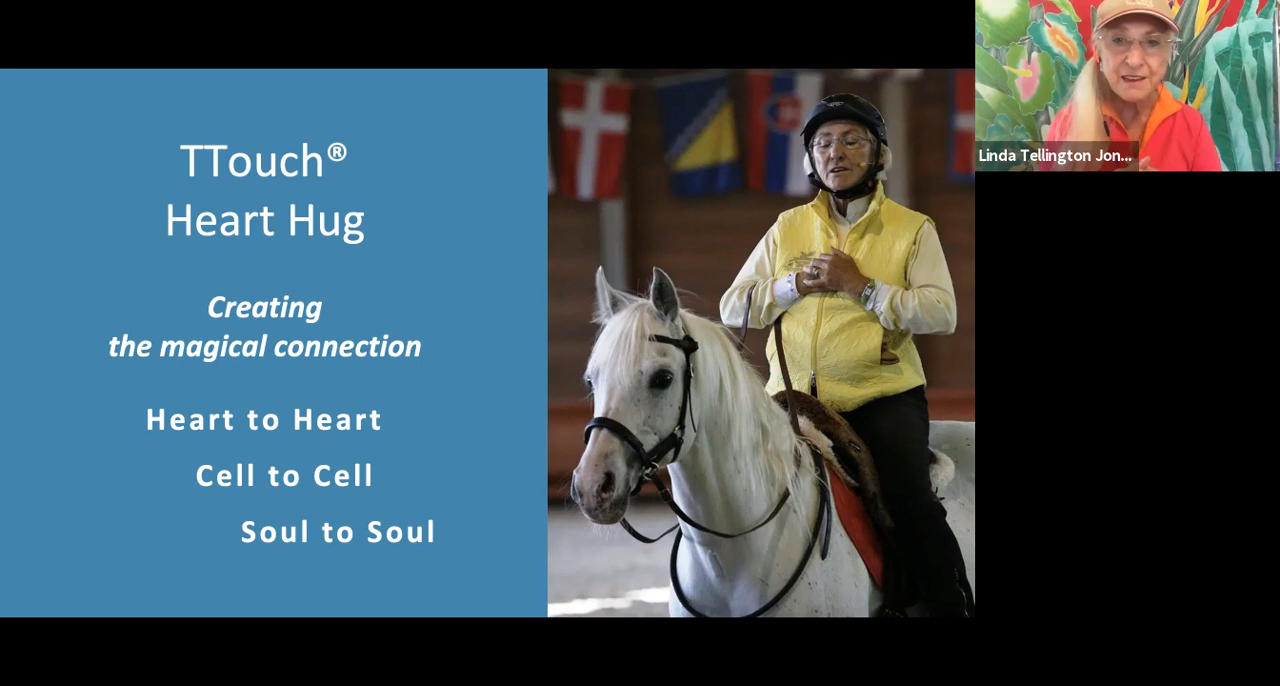 TTouch®
Heart Hug
Creating
the magical connection
Heart to Heart
Cell to Cell
Soul to Soul
Linda Tellington Jon...